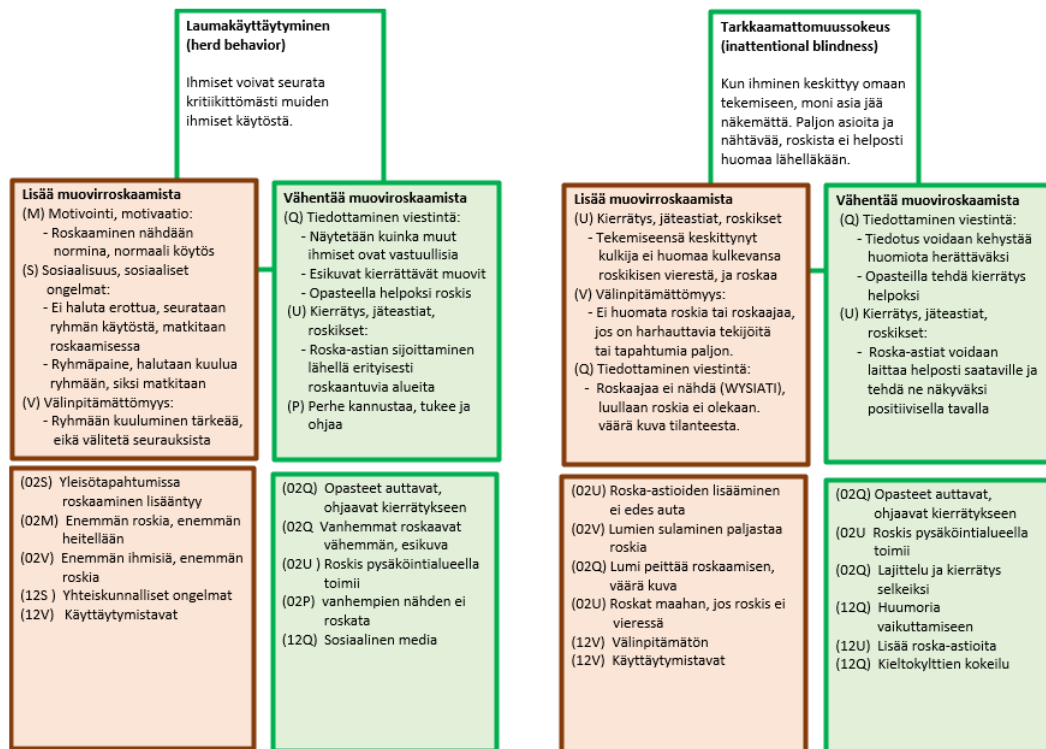 Laumakäyttäytyminen
(herd behavior)
Ihmiset voivat seurata
kritiikittömästi muiden
ihmiset käytöstä.
Lisää muovirroskaamista
(M) Motivointi, motivaatio:
- Roskaaminen nähdään
normina, normaali käytös
(S) Sosiaalisuus, sosiaaliset
ongelmat:
- Ei haluta erottua, seurataan
ryhmän käytöstä, matkitaan
roskaamisessa
- Ryhmäpaine, halutaan kuulua
ryhmään, siksi matkitaan
(V) Välinpitämättömyys:
- Ryhmään kuuluminen tärkeää,
eikä välitetä seurauksista
Vähentää muoviroskaamista
(Q) Tiedottaminen viestintä:
- Näytetään kuinka muut
ihmiset ovat vastuullisia
- Esikuvat kierrättävät muovit
- Opasteella helpoksi roskis
(U) Kierrätys, jäteastiat,
roskikset:
- Roska-astian sijoittaminen
lähellä erityisesti
roskaantuvia alueita
(P) Perhe kannustaa, tukee ja
ohjaa
(02S) Yleisötapahtumissa
roskaaminen lisääntyy
(02M) Enemmän roskia, enemmän
heitellään
(02V) Enemmän ihmisiä, enemmän
roskia
(12S ) Yhteiskunnalliset ongelmat
(12V) Käyttäytymistavat
(02Q) Opasteet auttavat,
ohjaavat kierrätykseen
(02Q Vanhemmat roskaavat
vähemmän, esikuva
(02U ) Roskis pysäköintialueella
toimii
(02P) vanhempien nähden ei
roskata
(12Q) Sosiaalinen media
Tarkkaamattomuussokeus
(inattentional blindness)
Kun ihminen keskittyy omaan
tekemiseen, moni asia jää
näkemättä. Paljon asioita ja
nähtävää, roskista ei helposti
huomaa lähelläkään.
Lisää muovirroskaamista
(U) Kierrätys, jäteastiat, roskikset
- Tekemiseensä keskittynyt
kulkija ei huomaa kulkevansa
roskikisen vierestä, ja roskaa
(V) Välinpitämättömyys:
- Ei huomata roskia tai roskaajaa,
jos on harhauttavia tekijöitä
tai tapahtumia paljon.
(Q) Tiedottaminen viestintä:
- Roskaajaa ei nähdä (WYSIATI),
luullaan roskia ei olekaan.
väärä kuva tilanteesta.
Vähentää muoviroskaamista
(Q) Tiedottaminen viestintä:
- Tiedotus voidaan kehystää
huomiota herättäväksi
- Opasteilla tehdä kierrätys
helpoksi
(U) Kierrätys, jäteastiat,
roskikset:
- Roska-astiat voidaan
laittaa helposti saataville ja
tehdä ne näkyväksi
positiivisella tavalla
(02U) Roska-astioiden lisääminen
ei edes auta
(02V) Lumien sulaminen paljastaa
roskia
(02Q) Lumi peittää roskaamisen,
väärä kuva
(02U) Roskat maahan, jos roskis ei
vieressä
(12V) Välinpitämätön
(12V) Käyttäytymistavat
(02Q) Opasteet auttavat,
ohjaavat kierrätykseen
(02U Roskis pysäköintialueella
toimii
(02Q) Lajittelu ja kierrätys
selkeiksi
(12Q) Huumoria
vaikuttamiseen
(12U) Lisää roska-astioita
(12Q) Kieltokylttien kokeilu